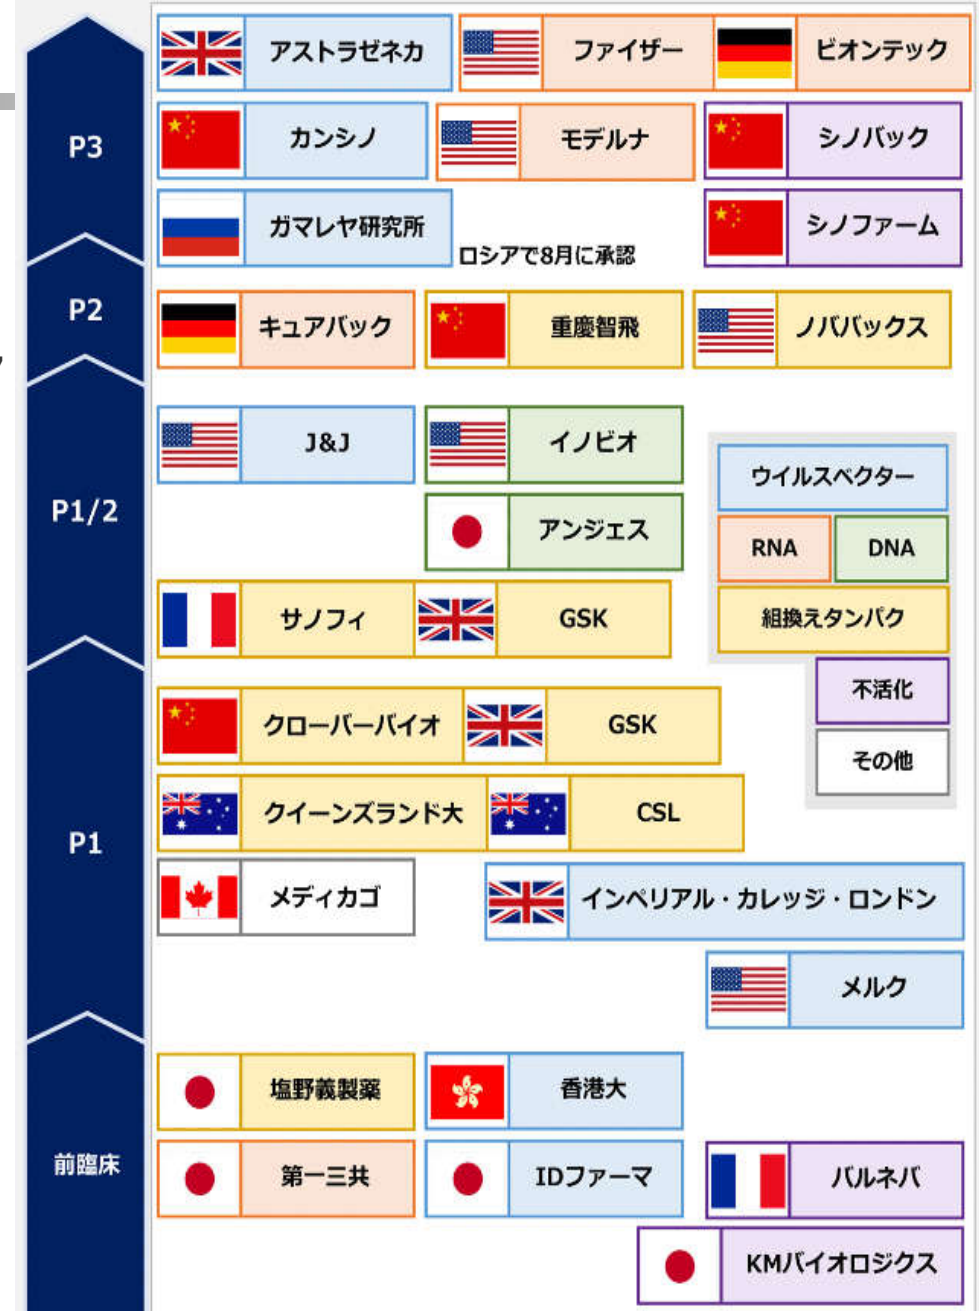 P3
アストラゼネカ
ファイザー
ビオンテック
カンシノ
モデルナ
シノバック
ガマレヤ研究所
ロシアで8月に承認
シノファーム
P2
キュアバック
重慶智飛
ノババックス
P1/2
J&J
イノビオ
アンジェス
サノフィ
GSK
ウイルスベクター
RNA
DNA
組換えタンパク
不活化
その他
P1
クローバーバイオ
GSK
クイーンズランド大
CSL
メディカゴ
インペリアル・カレッジ・ロンドン
メルク
前臨床
塩野義製薬
香港大
第一三共
IDファーマ
バルネバ
KMバイオロジクス